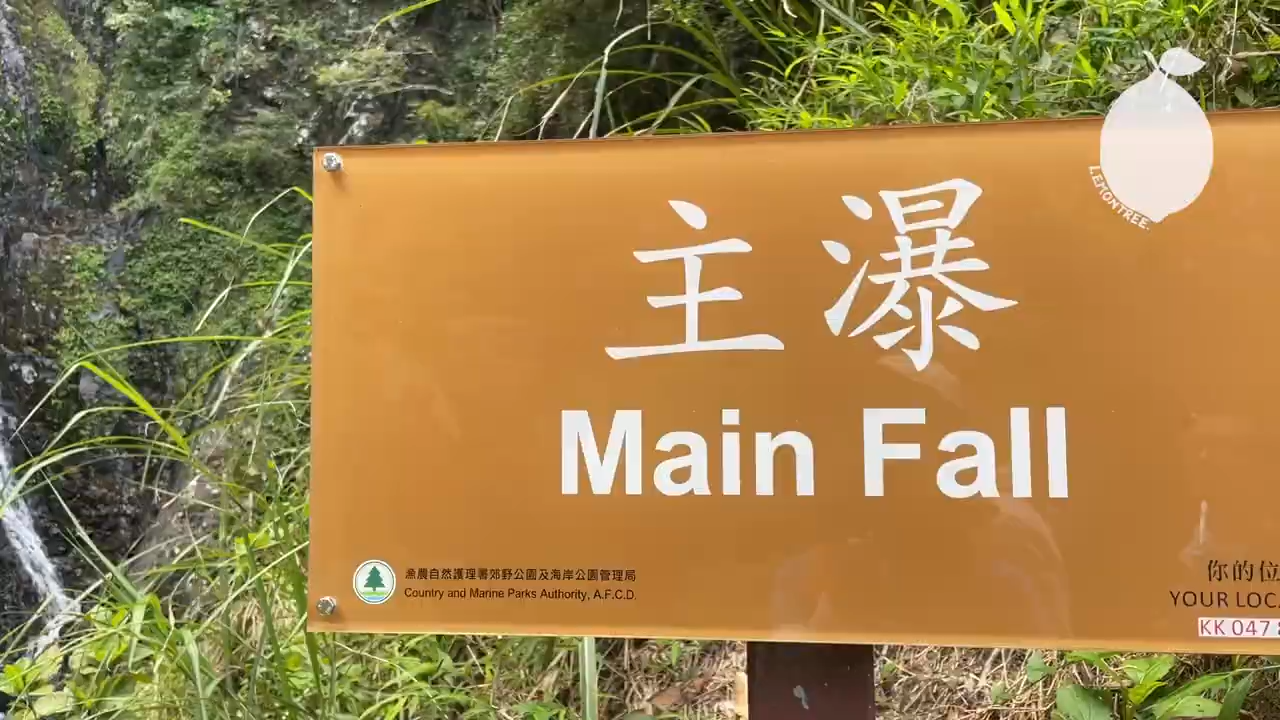 LEMONTREE.
主瀑
Main Fall
漁農自然護理署郊野公園及海岸公園管理局
Country and Marine Parks Authority, A.F.C.D.
你的位
YOUR LOC
KK 047